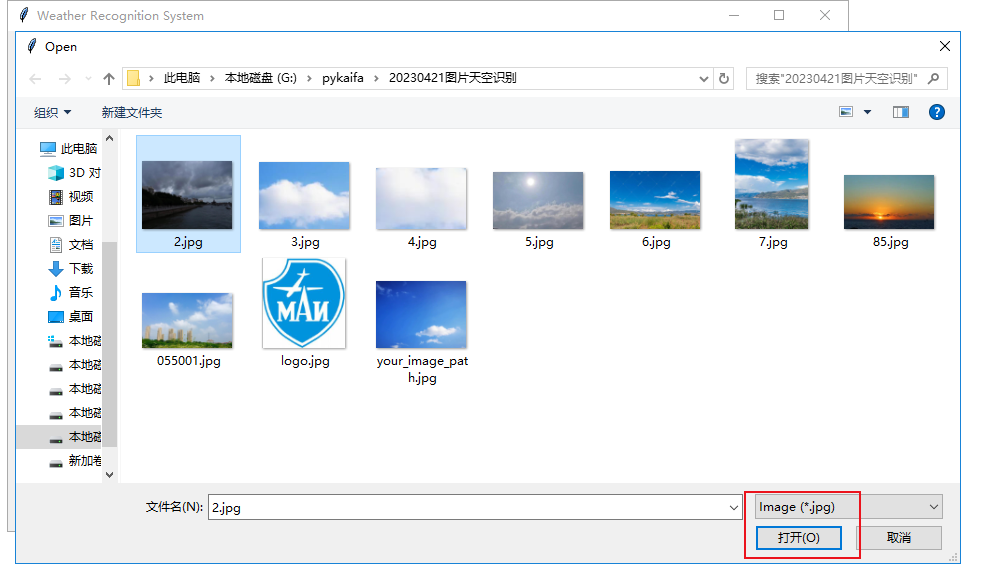 Weather Recognition System
Open
此电脑 › 本地磁盘 (G:) › pykaifa › 20230421图片天空识别
搜索"20230421图片天空识别"
组织 新建文件夹
此电脑
3D 对
视频
图片
文档
下载
音乐
桌面
本地磁
本地磁
本地磁
本地磁
本地磁
新加卷
2.jpg 3.jpg 4.jpg 5.jpg 6.jpg 7.jpg 85.jpg
МАИ
055001.jpg logo.jpg your_image_pat
h.jpg
文件名(N): 2.jpg Image (*.jpg)
打开(O) 取消